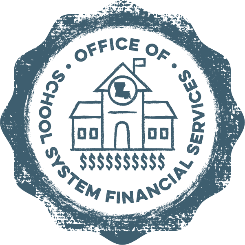 • OFFICE OF •
SCHOOL SYSTEM FINANCIAL SERVICES
$$$$$$$$$$$